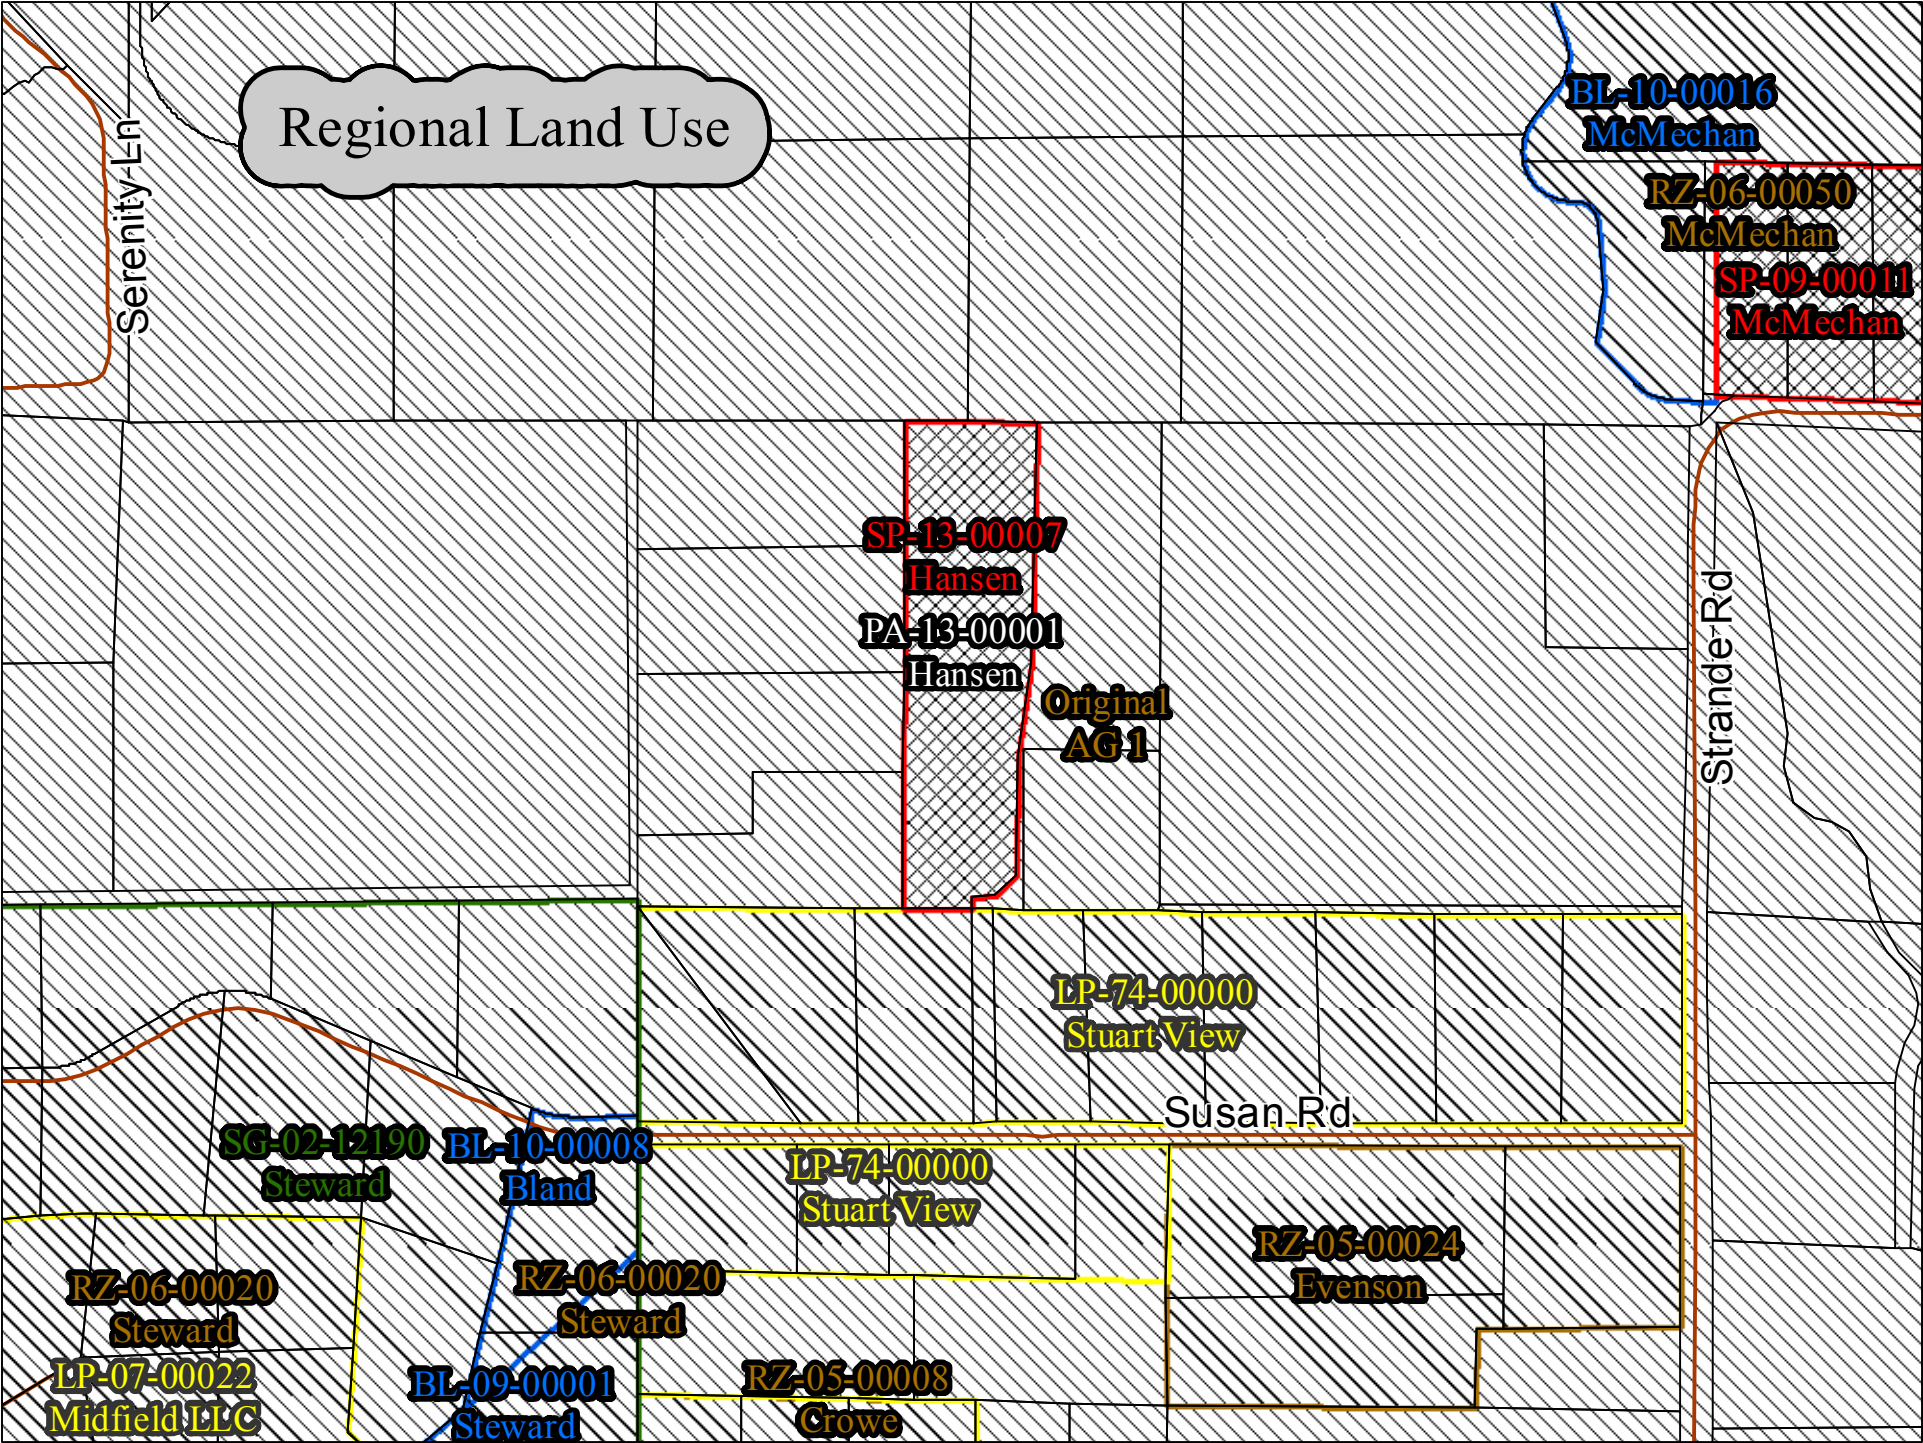 Regional Land Use
Serenity Ln
BL-10-00016
McMechan
RZ-06-00050
McMechan
SP-09-00011
McMechan
SP-13-00007
Hansen
PA-13-00001
Hansen
Original
AG 1
Strande Rd
LP-74-00000
Stuart View
Susan Rd
SG-02-12190
Steward
BL-10-00008
Bland
LP-74-00000
Stuart View
RZ-05-00024
Evenson
RZ-06-00020
Steward
RZ-06-00020
Steward
LP-07-00022
Midfield LLC
BL-09-00001
Steward
RZ-05-00008
Crowe